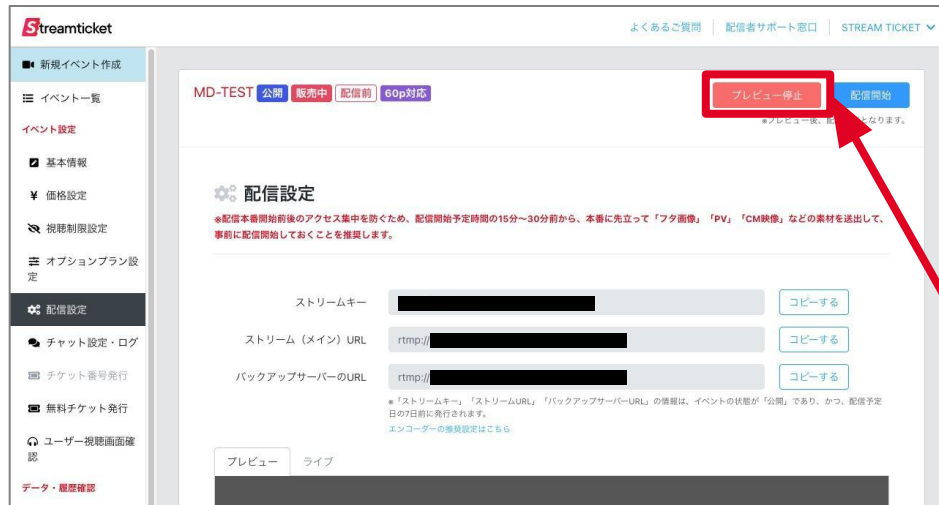 Streamticket
よくあるご質問
配信者サポート窓口
STREAM TICKET
新規イベント作成
イベント一覧
イベント設定
基本情報
価格設定
視聴制限設定
オプションプラン設
定
配信設定
チャット設定・ログ
チケット番号発行
無料チケット発行
ユーザー視聴画面確
認
データ・履歴確認
MD-TEST 公開 販売中 配信前 60p対応
プレビュー停止
配信開始
※プレビュー後、配 となります。
配信設定
※配信本番開始前後のアクセス集中を防ぐため、配信開始予定時間の15分〜30分前から、本番に先立って「フタ画像」「PV」「CM映像」などの素材を送出して、
事前に配信開始しておくことを推奨します。
ストリームキー
コピーする
ストリーム（メイン）URL
rtmp://
コピーする
バックアップサーバーのURL
rtmp://
コピーする
※「ストリームキー」「ストリームURL」「バックアップサーバーURL」の情報は、イベントの状態が「公開」であり、かつ、配信予定
日の7日前に発行されます。
エンコーダーの推奨設定はこちら
プレビュー
ライブ